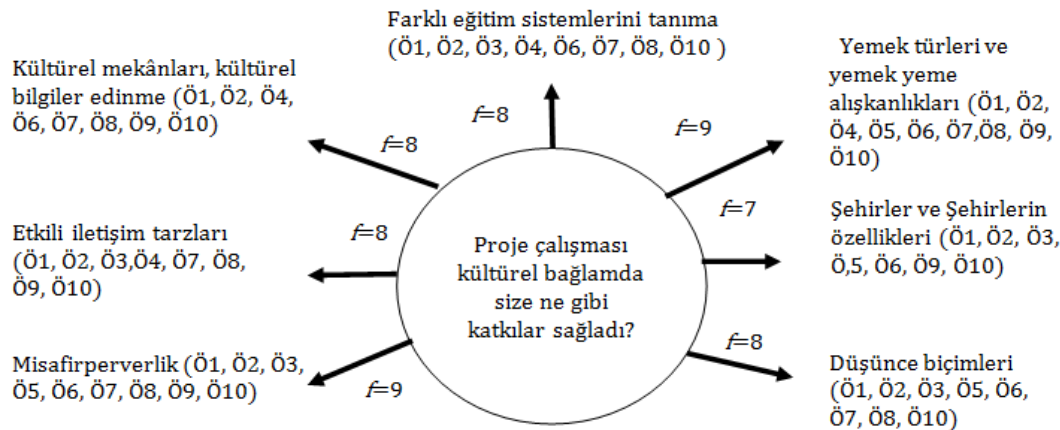 Farklı eğitim sistemlerini tanıma
(Ö1, Ö2, Ö3, Ö4, Ö6, Ö7, Ö8, Ö10 )
f=8
Kültürel mekânları, kültürel
bilgiler edinme (Ö1, Ö2, Ö4,
Ö6, Ö7, Ö8, Ö9, Ö10)
f=8
Yemek türleri ve
yemek yeme
alışkanlıkları (Ö1, Ö2,
Ö4, Ö5, Ö6, Ö7,Ö8, Ö9,
Ö10)
f=9
Etkili iletişim tarzları
(Ö1, Ö2, Ö3,Ö4, Ö7, Ö8,
Ö9, Ö10)
f=8
Proje çalışması
kültürel bağlamda
size ne gibi
katkılar sağladı?
f=7
Şehirler ve Şehirlerin
özellikleri (Ö1, Ö2, Ö3,
Ö,5, Ö6, Ö9, Ö10)
Misafirperverlik (Ö1, Ö2, Ö3,
Ö5, Ö6, Ö7, Ö8, Ö9, Ö10)
f=9
f=8
Düşünce biçimleri
(Ö1, Ö2, Ö3, Ö5, Ö6,
Ö7, Ö8, Ö10)